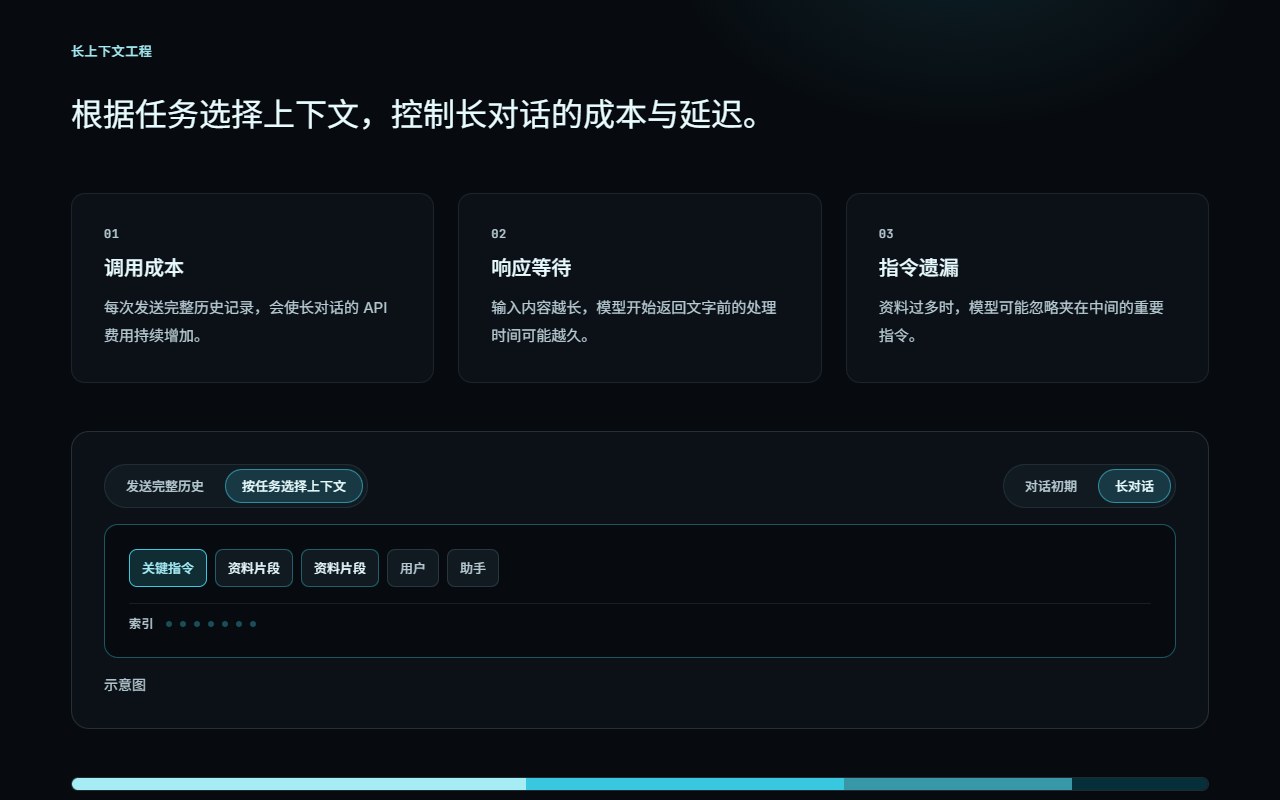 长上下文工程
根据任务选择上下文，控制长对话的成本与延迟。
01
调用成本
每次发送完整历史记录，会使长对话的 API
费用持续增加。
02
响应等待
输入内容越长，模型开始返回文字前的处理
时间可能越久。
03
指令遗漏
资料过多时，模型可能忽略夹在中间的重要
指令。
发送完整历史
按任务选择上下文
对话初期
长对话
关键指令
资料片段
资料片段
用户
助手
索引
示意图